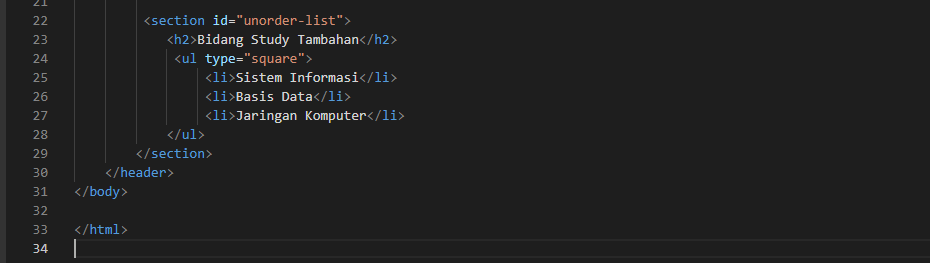 21
22 <section id="unorder-list">
23 <h2>Bidang Study Tambahan</h2>
24 <ul type="square">
25 <li>Sistem Informasi</li>
26 <li>Basis Data</li>
27 <li>Jaringan Komputer</li>
28 </ul>
29 </section>
30 </header>
31 </body>
32
33 </html>
34